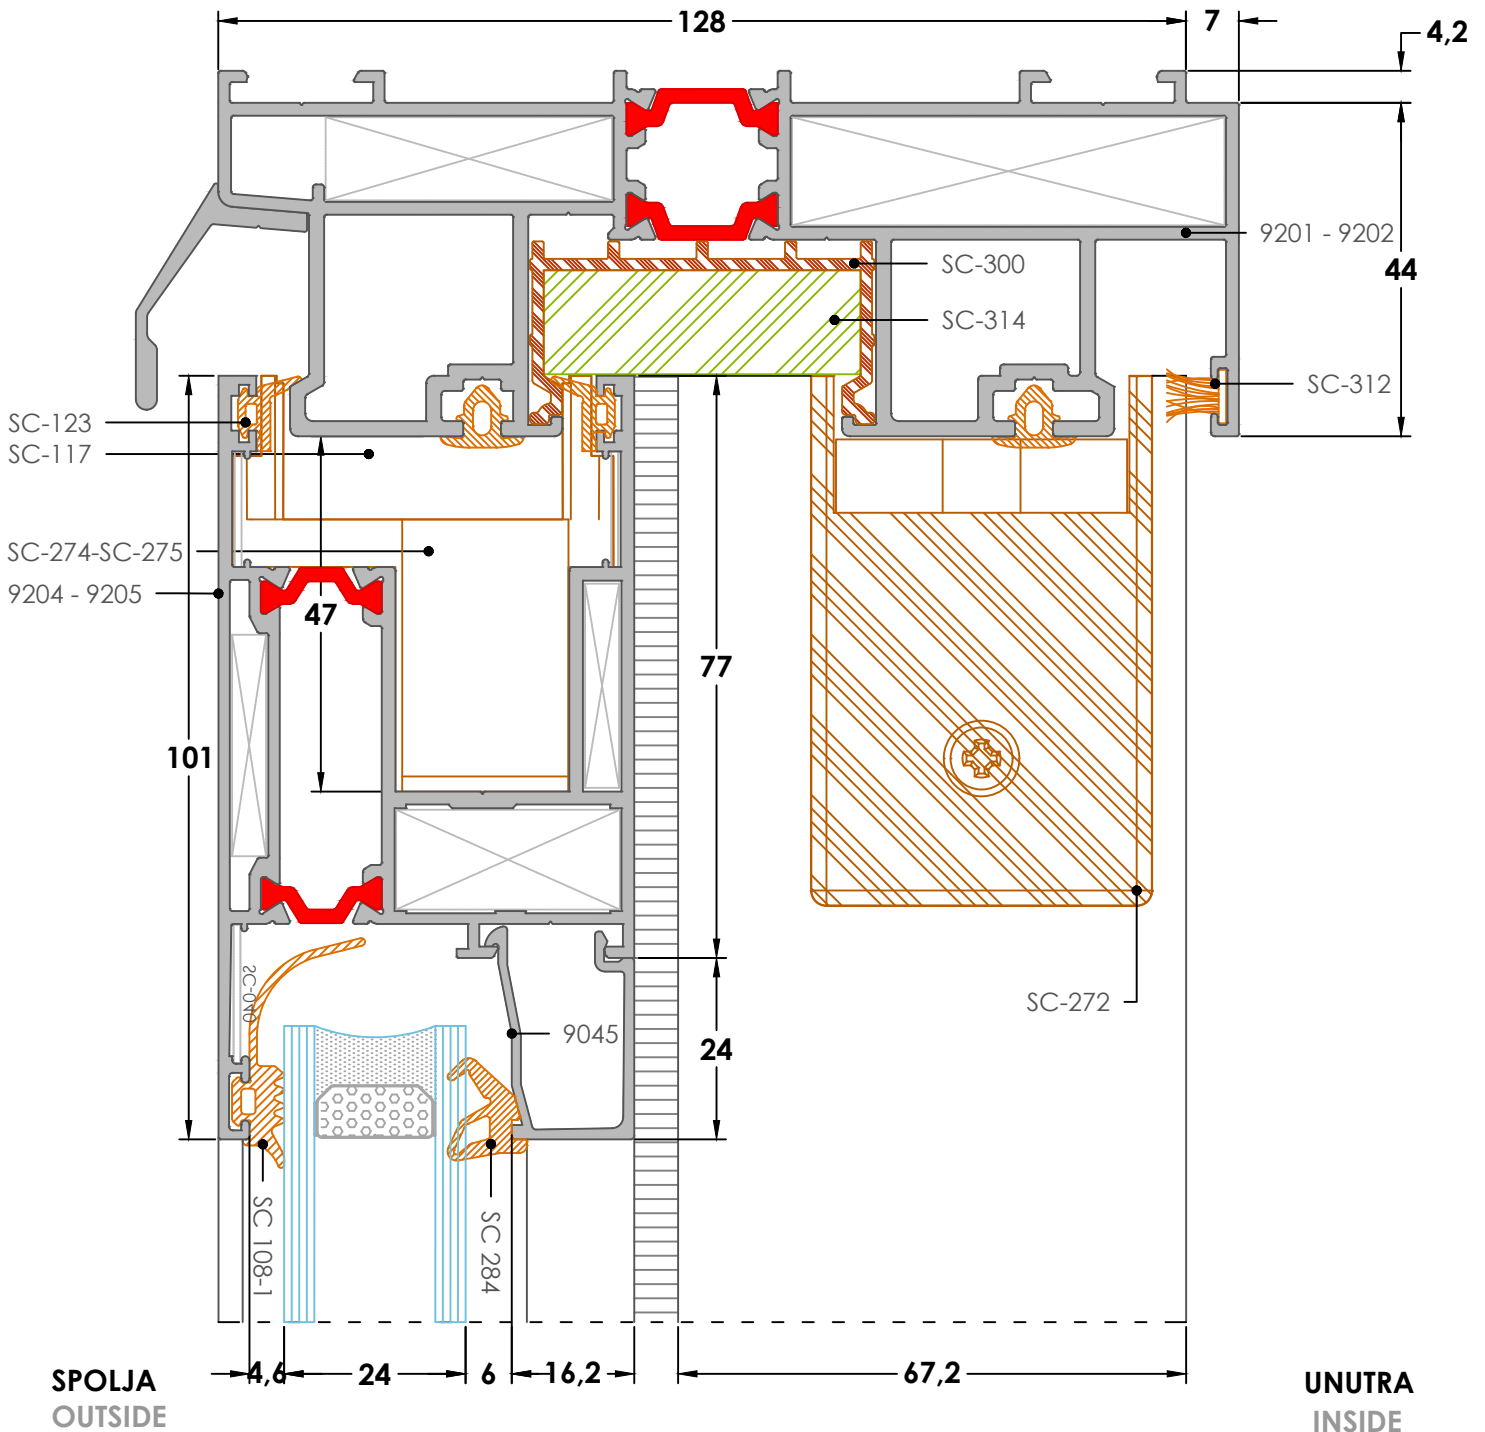 128
7
4,2
9201 - 9202
SC-300
44
SC-314
SC-312
SC-123
SC-117
SC-274-SC-275
9204 - 9205
47
77
101
SC-040
SC-272
9045
24
SC 108-1
SC 284
4,6
24
6
16,2
67,2
SPOLJA
OUTSIDE
UNUTRA
INSIDE